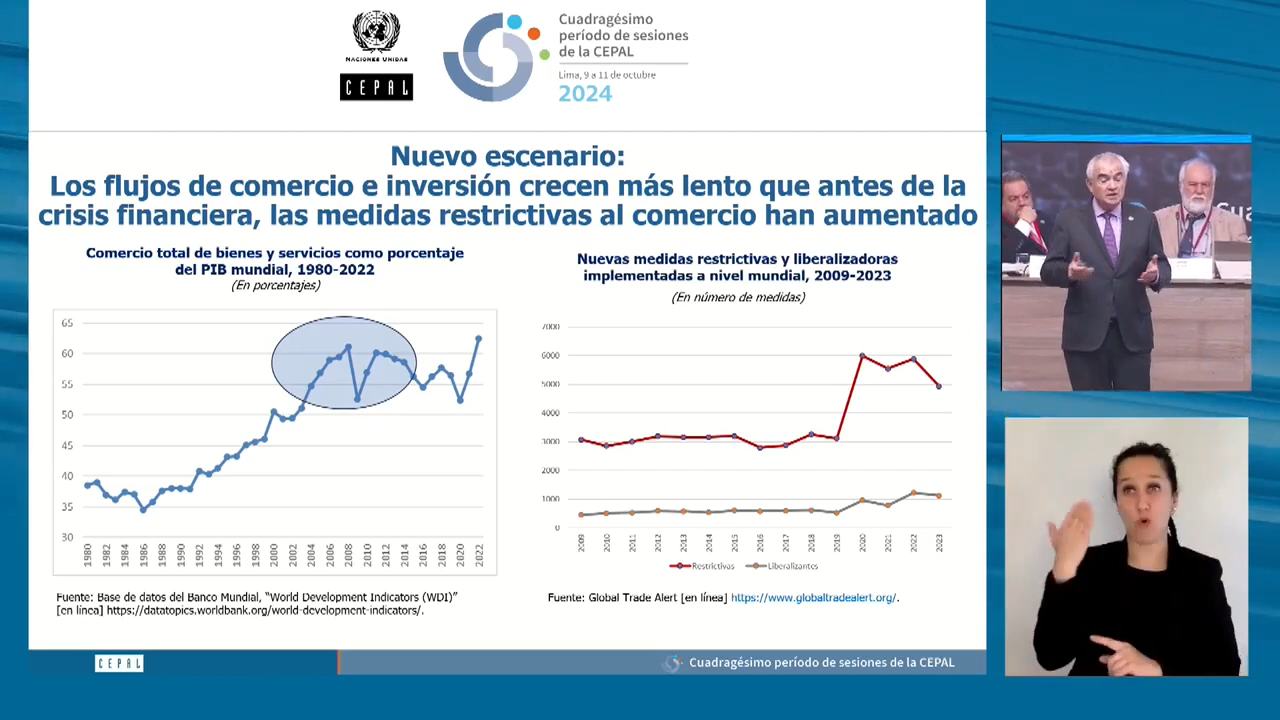 NACIONES UNIDAS
CEPAL
Cuadragésimo
período de sesiones
de la CEPAL
Lima, 9 a 11 de octubre
2024
Nuevo escenario:
Los flujos de comercio e inversión crecen más lento que antes de la
crisis financiera, las medidas restrictivas al comercio han aumentado
Comercio total de bienes y servicios como porcentaje
del PIB mundial, 1980-2022
(En porcentajes)
65
60
55
50
45
40
35
30
1980
1982
1984
1986
1988
1990
1992
1994
1996
1998
2000
2002
2004
2006
2008
2010
2012
2014
2016
2018
2020
2022
Fuente: Base de datos del Banco Mundial, “World Development Indicators (WDI)”
[en línea] https://datatopics.worldbank.org/world-development-indicators/.
Nuevas medidas restrictivas y liberalizadoras
implementadas a nivel mundial, 2009-2023
(En número de medidas)
7000
6000
5000
4000
3000
2000
1000
0
2009
2010
2011
2012
2013
2014
2015
2016
2017
2018
2019
2020
2021
2022
2023
Restrictivas Liberalizantes
Fuente: Global Trade Alert [en línea] https://www.globaltradealert.org/.
CEPAL
Cuadragésimo período de sesiones de la CEPAL